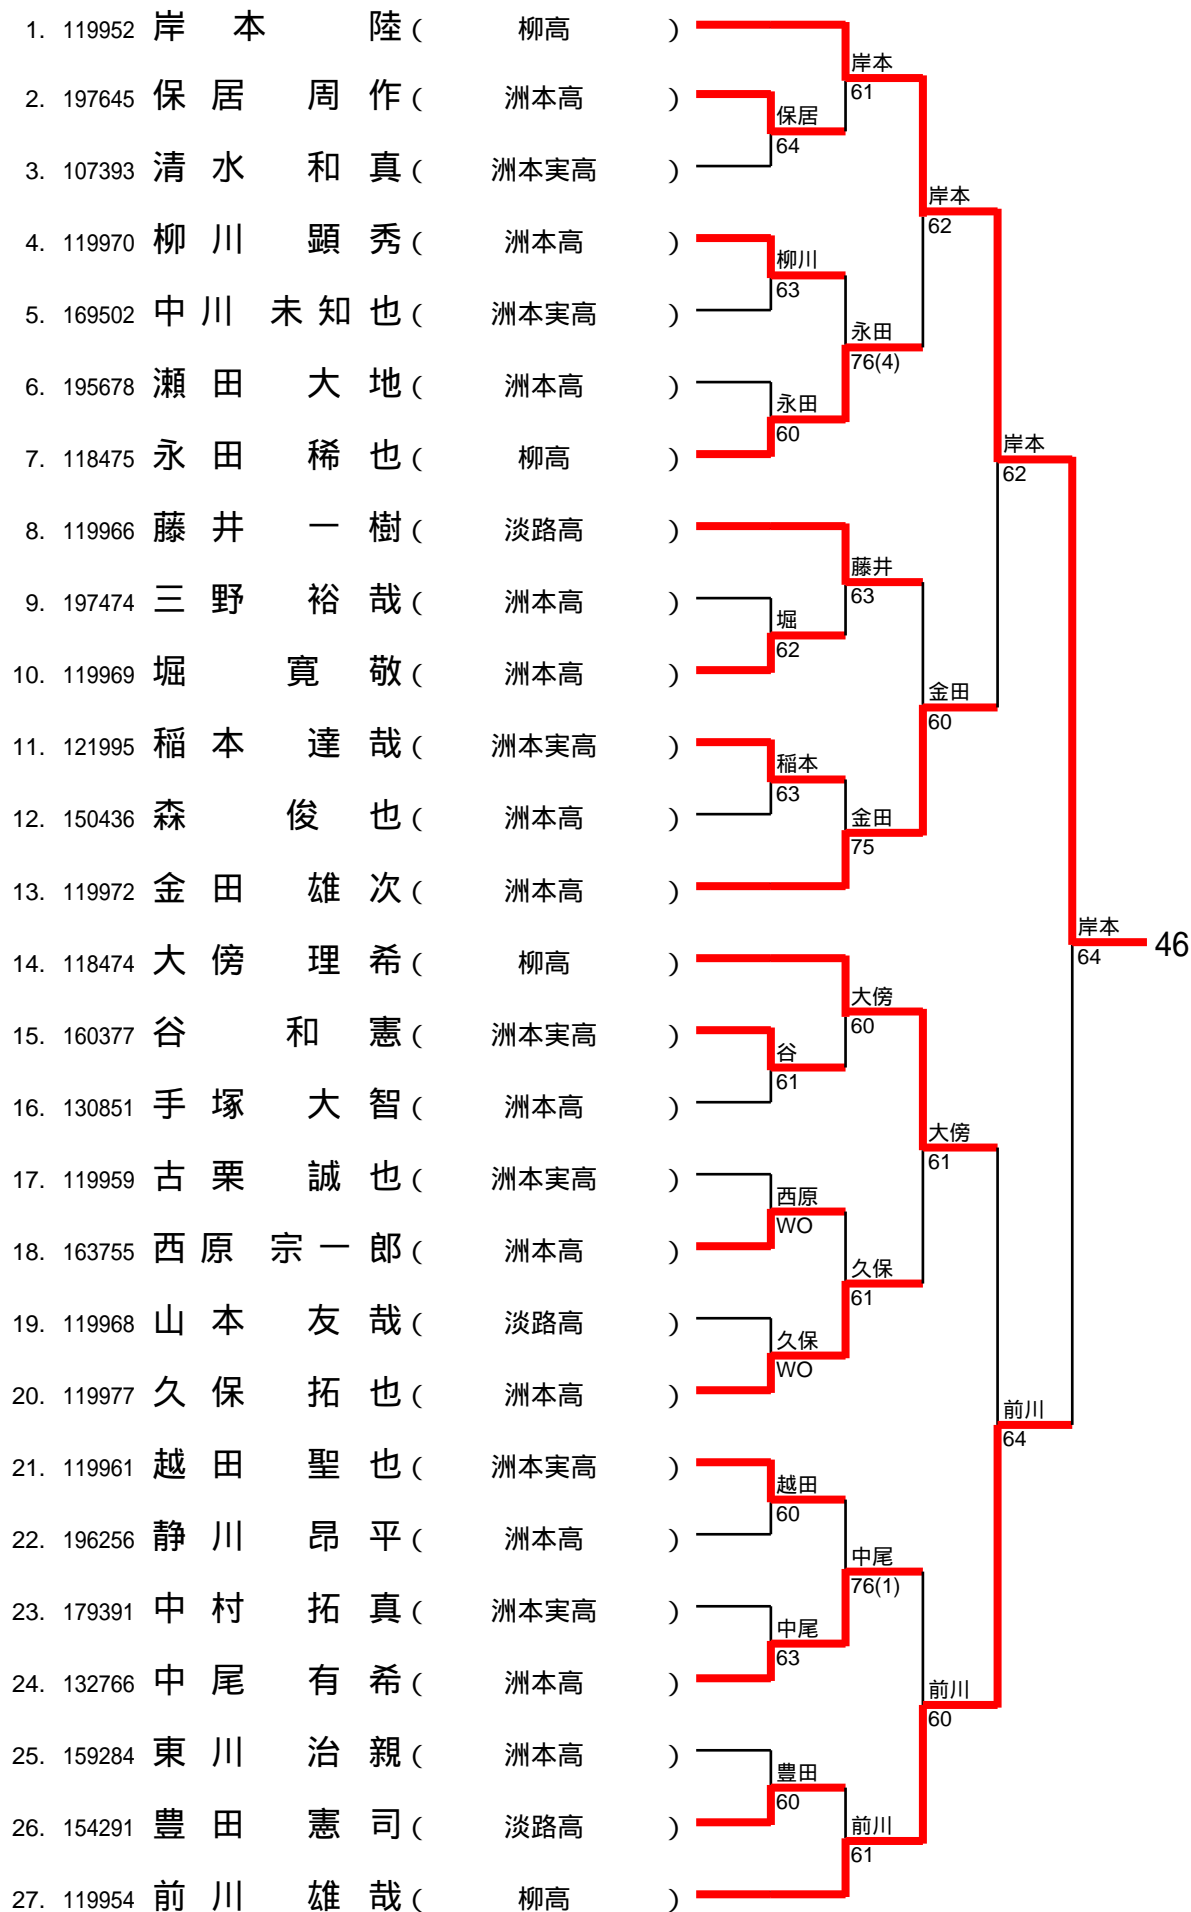 1. 119952 岸本 陸 ( 柳高 )
2. 197645 保居 周作 ( 洲本高 )
3. 107393 清水 和真 ( 洲本実高 )
4. 119970 柳川 顕秀 ( 洲本高 )
5. 169502 中川 未知也 ( 洲本実高 )
6. 195678 瀬田 大地 ( 洲本高 )
7. 118475 永田 稀也 ( 柳高 )
8. 119966 藤井 一樹 ( 淡路高 )
9. 197474 三野 裕哉 ( 洲本高 )
10. 119969 堀 寛敬 ( 洲本高 )
11. 121995 稲本 達哉 ( 洲本実高 )
12. 150436 森 俊也 ( 洲本高 )
13. 119972 金田 雄次 ( 洲本高 )
14. 118474 大傍 理希 ( 柳高 )
15. 160377 谷 和憲 ( 洲本実高 )
16. 130851 手塚 大智 ( 洲本高 )
17. 119959 古栗 誠也 ( 洲本実高 )
18. 163755 西原 宗一郎 ( 洲本高 )
19. 119968 山本 友哉 ( 淡路高 )
20. 119977 久保 拓也 ( 洲本高 )
21. 119961 越田 聖也 ( 洲本実高 )
22. 196256 静川 昂平 ( 洲本高 )
23. 179391 中村 拓真 ( 洲本実高 )
24. 132766 中尾 有希 ( 洲本高 )
25. 159284 東川 治親 ( 洲本高 )
26. 154291 豊田 憲司 ( 淡路高 )
27. 119954 前川 雄哉 ( 柳高 )
保居
64
柳川
63
永田
60
堀
62
稲本
63
谷
61
西原
WO
久保
WO
越田
60
中尾
63
豊田
60
岸本
61
永田
76(4)
藤井
63
金田
75
大傍
60
久保
61
中尾
76(1)
前川
61
岸本
62
金田
60
大傍
61
前川
60
岸本
62
前川
64
岸本
64
46